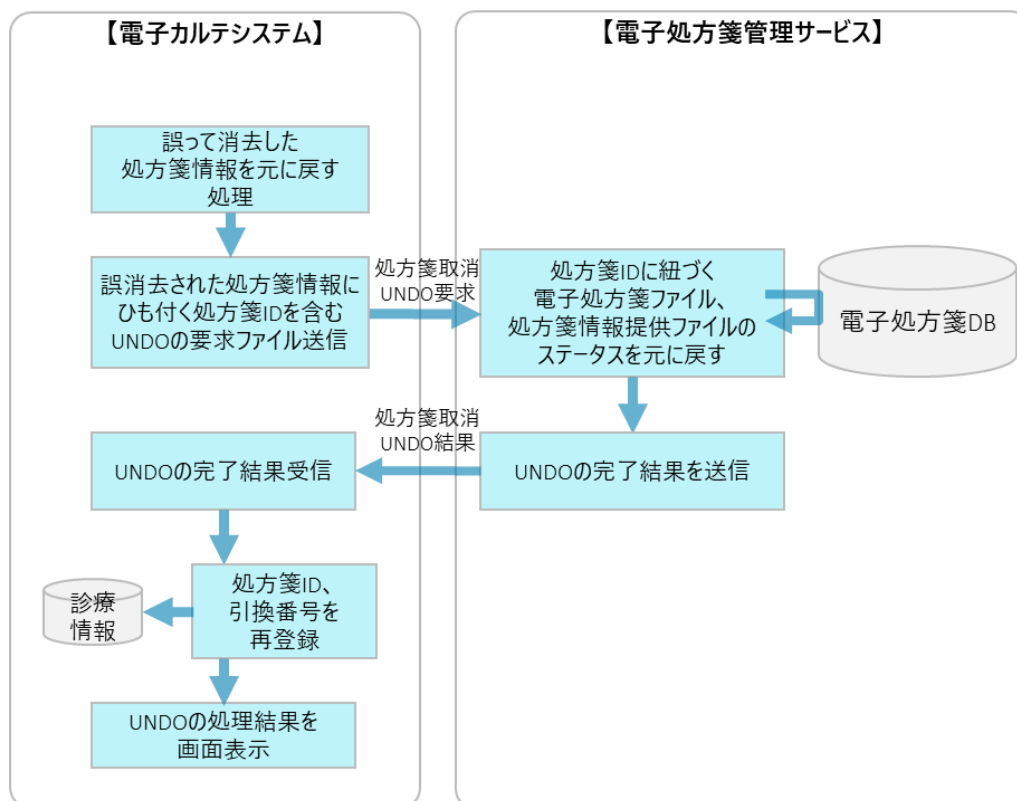 【電子カルテシステム】
【電子処方箋管理サービス】
誤って消去した
処方箋情報を元に戻す
処理
誤消去された処方箋情報に
ひも付く処方箋IDを含む
UNDOの要求ファイル送信
処方箋取消
UNDO要求
処方箋IDに紐づく
電子処方箋ファイル、
処方箋情報提供ファイルの
ステータスを元に戻す
電子処方箋DB
処方箋取消
UNDO結果
UNDOの完了結果受信
UNDOの完了結果を送信
処方箋ID、
引換番号を
再登録
診療
情報
UNDOの処理結果を
画面表示